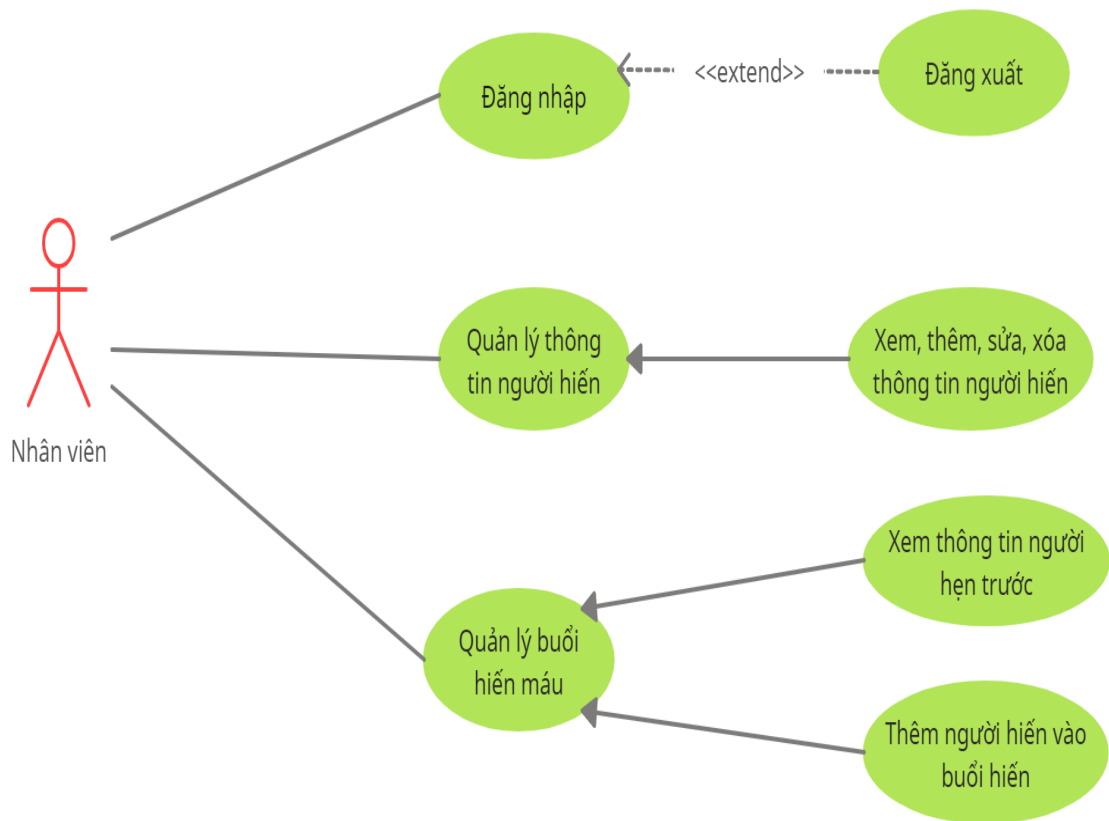 Đăng nhập
<<extend>>
Đăng xuất
Quản lý thông
tin người hiến
Xem, thêm, sửa, xóa
thông tin người hiến
Nhân viên
Xem thông tin người
hẹn trước
Quản lý buổi
hiến máu
Thêm người hiến vào
buổi hiến